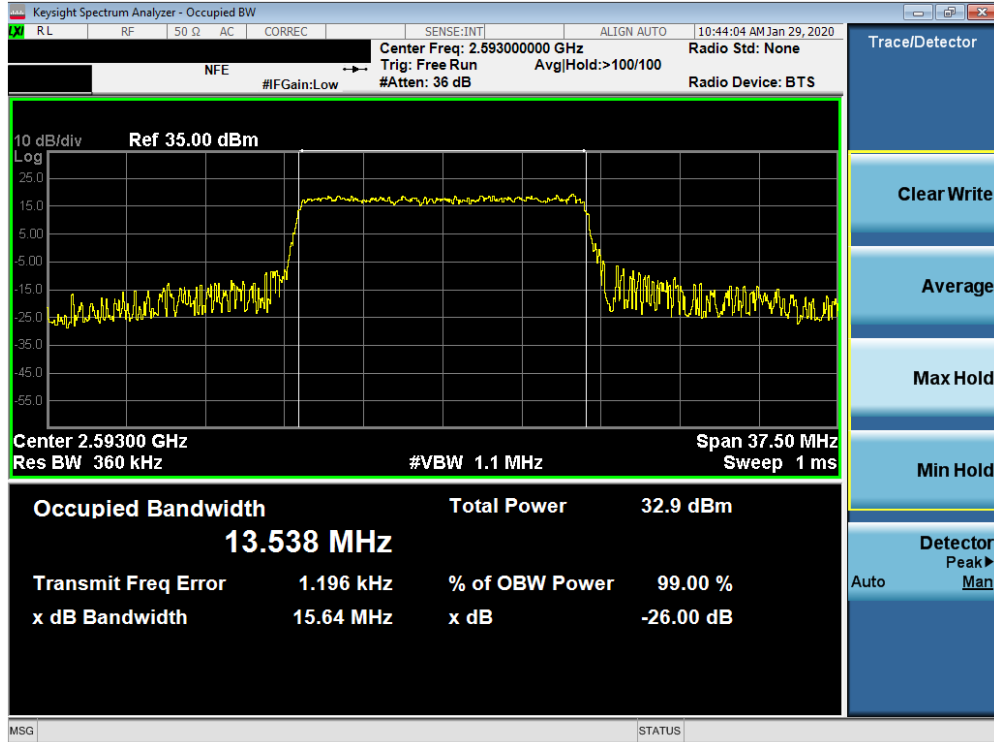 Keysight Spectrum Analyzer - Occupied BW
LXI RL RF 50 Ω AC CORREC SENSE:INT ALIGN AUTO 10:44:04 AM Jan 29, 2020
Center Freq: 2.593000000 GHz Radio Std: None
NFE Trig: Free Run Avg|Hold:>100/100
#IFGain:Low #Atten: 36 dB Radio Device: BTS
Trace/Detector
10 dB/div Ref 35.00 dBm
Log
25.0
15.0
5.00
-5.00
-15.0
-25.0
-35.0
-45.0
-55.0
Center 2.59300 GHz Span 37.50 MHz
Res BW 360 kHz #VBW 1.1 MHz Sweep 1 ms
Occupied Bandwidth Total Power 32.9 dBm
13.538 MHz
Transmit Freq Error 1.196 kHz % of OBW Power 99.00 %
x dB Bandwidth 15.64 MHz x dB -26.00 dB
Clear Write
Average
Max Hold
Min Hold
Detector
Peak▶
Auto Man
MSG STATUS